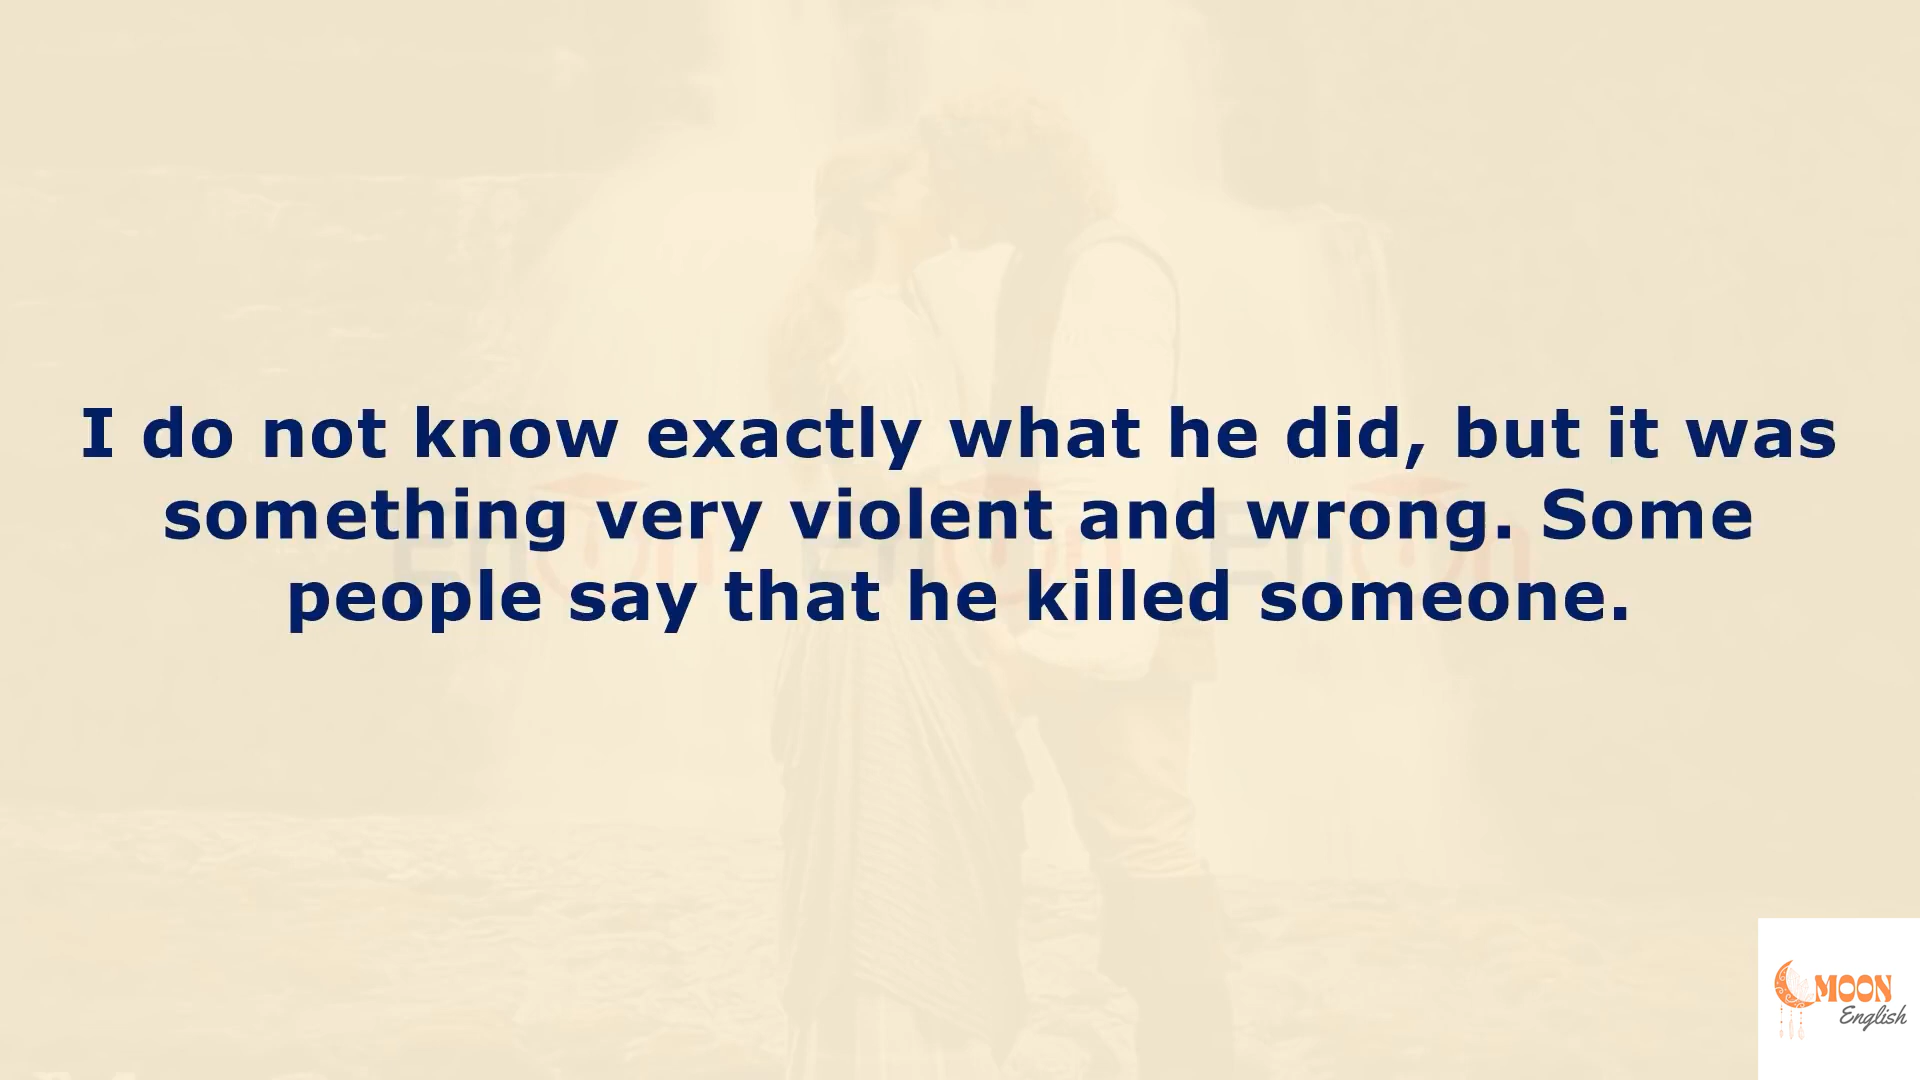 I do not know exactly what he did, but it was
something very violent and wrong. Some
people say that he killed someone.
MOON
English